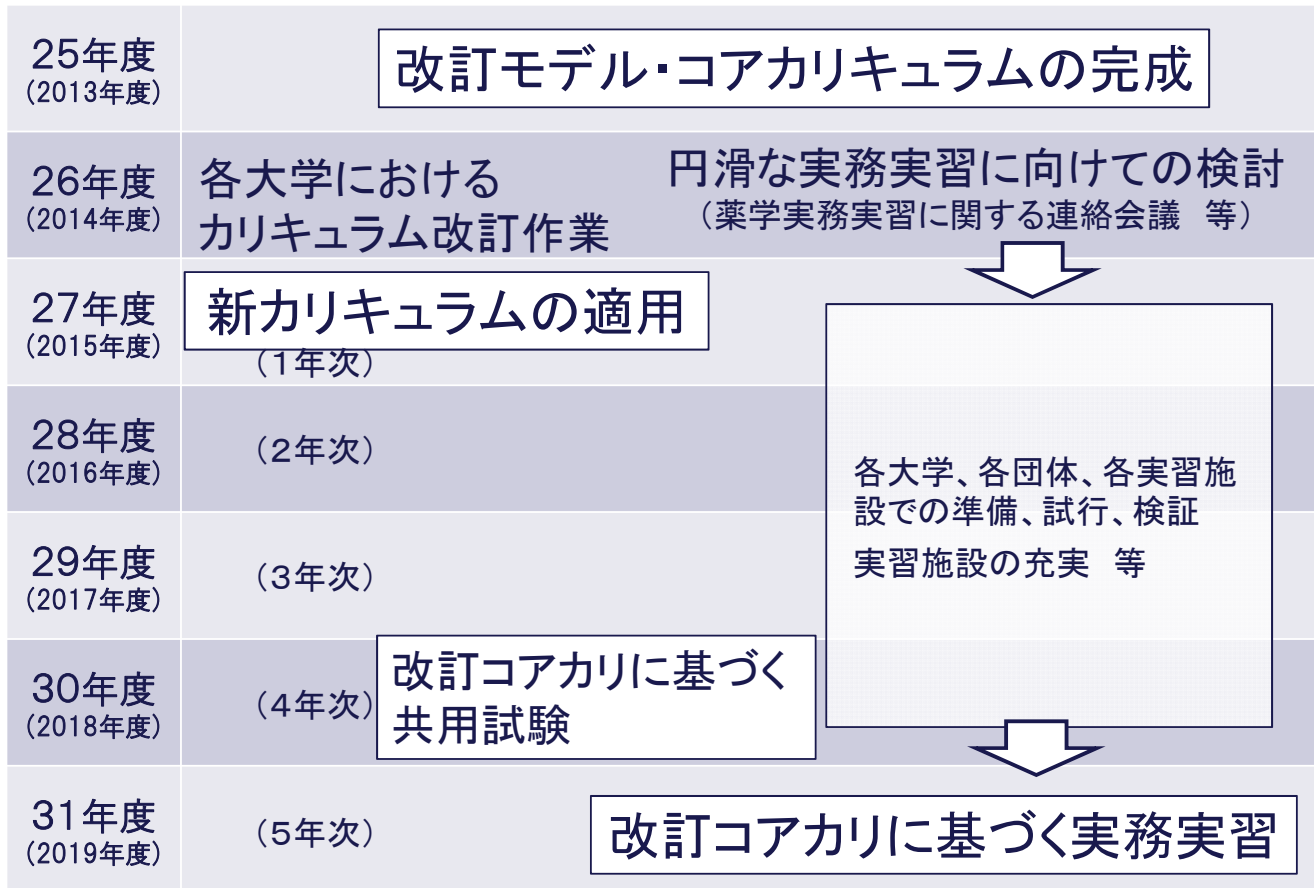 25年度
(2013年度)
改訂モデル・コアカリキュラムの完成
26年度
(2014年度)
各大学における
カリキュラム改訂作業
円滑な実務実習に向けての検討
(薬学実務実習に関する連絡会議 等)
27年度
(2015年度)
新カリキュラムの適用
(1年次)
28年度
(2016年度)
(2年次)
各大学、各団体、各実習施
設での準備、試行、検証
実習施設の充実 等
29年度
(2017年度)
(3年次)
30年度
(2018年度)
(4年次)
改訂コアカリに基づく
共用試験
31年度
(2019年度)
(5年次)
改訂コアカリに基づく実務実習